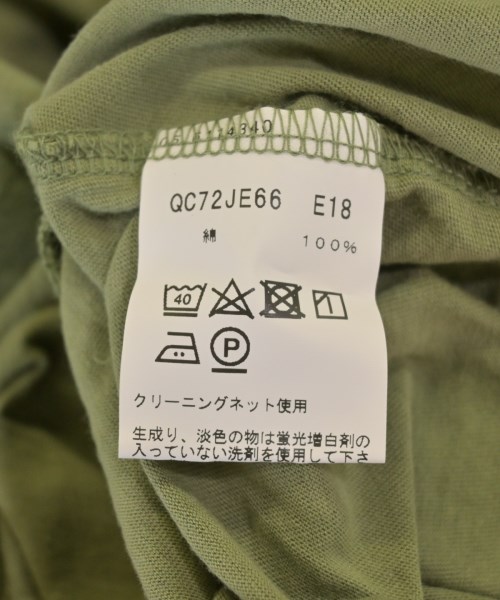 QC72JE66 E18
綿 100%
40
P
クリーニングネット使用
生成り、淡色の物は蛍光増白剤の
入っていない洗剤を使用して下さ